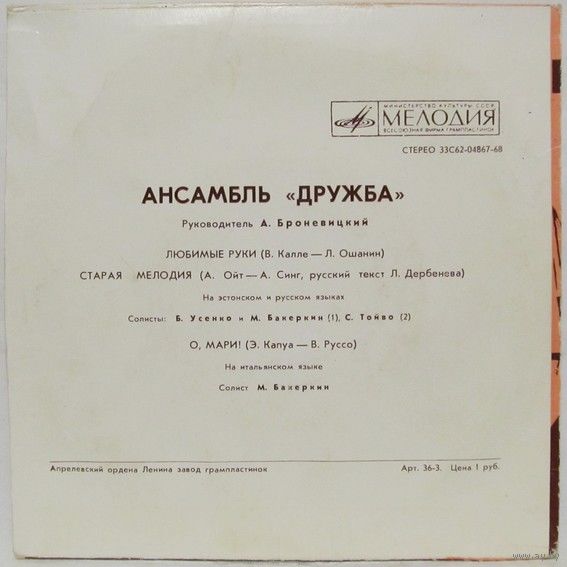 МИНИСТЕРСТВО КУЛЬТУРЫ СССР
МЕЛОДИЯ
ВСЕСОЮЗНАЯ ФИРМА ГРАМПЛАСТИНОК
СТЕРЕО 33С62-04867-68
АНСАМБЛЬ «ДРУЖБА»
Руководитель А. Броневицкий
ЛЮБИМЫЕ РУКИ (В. Калле — Л. Ошанин)
СТАРАЯ МЕЛОДИЯ (А. Ойт — А. Синг, русский текст Л. Дербенева)
На эстонском и русском языках
Солисты: Б. Усенко и М. Бакеркин (1), С. Тойво (2)
О, МАРИ! (Э. Капуа — В. Руссо)
На итальянском языке
Солист М. Бакеркин
Апрелевский ордена Ленина завод грампластинок Арт. 36-3. Цена 1 руб.